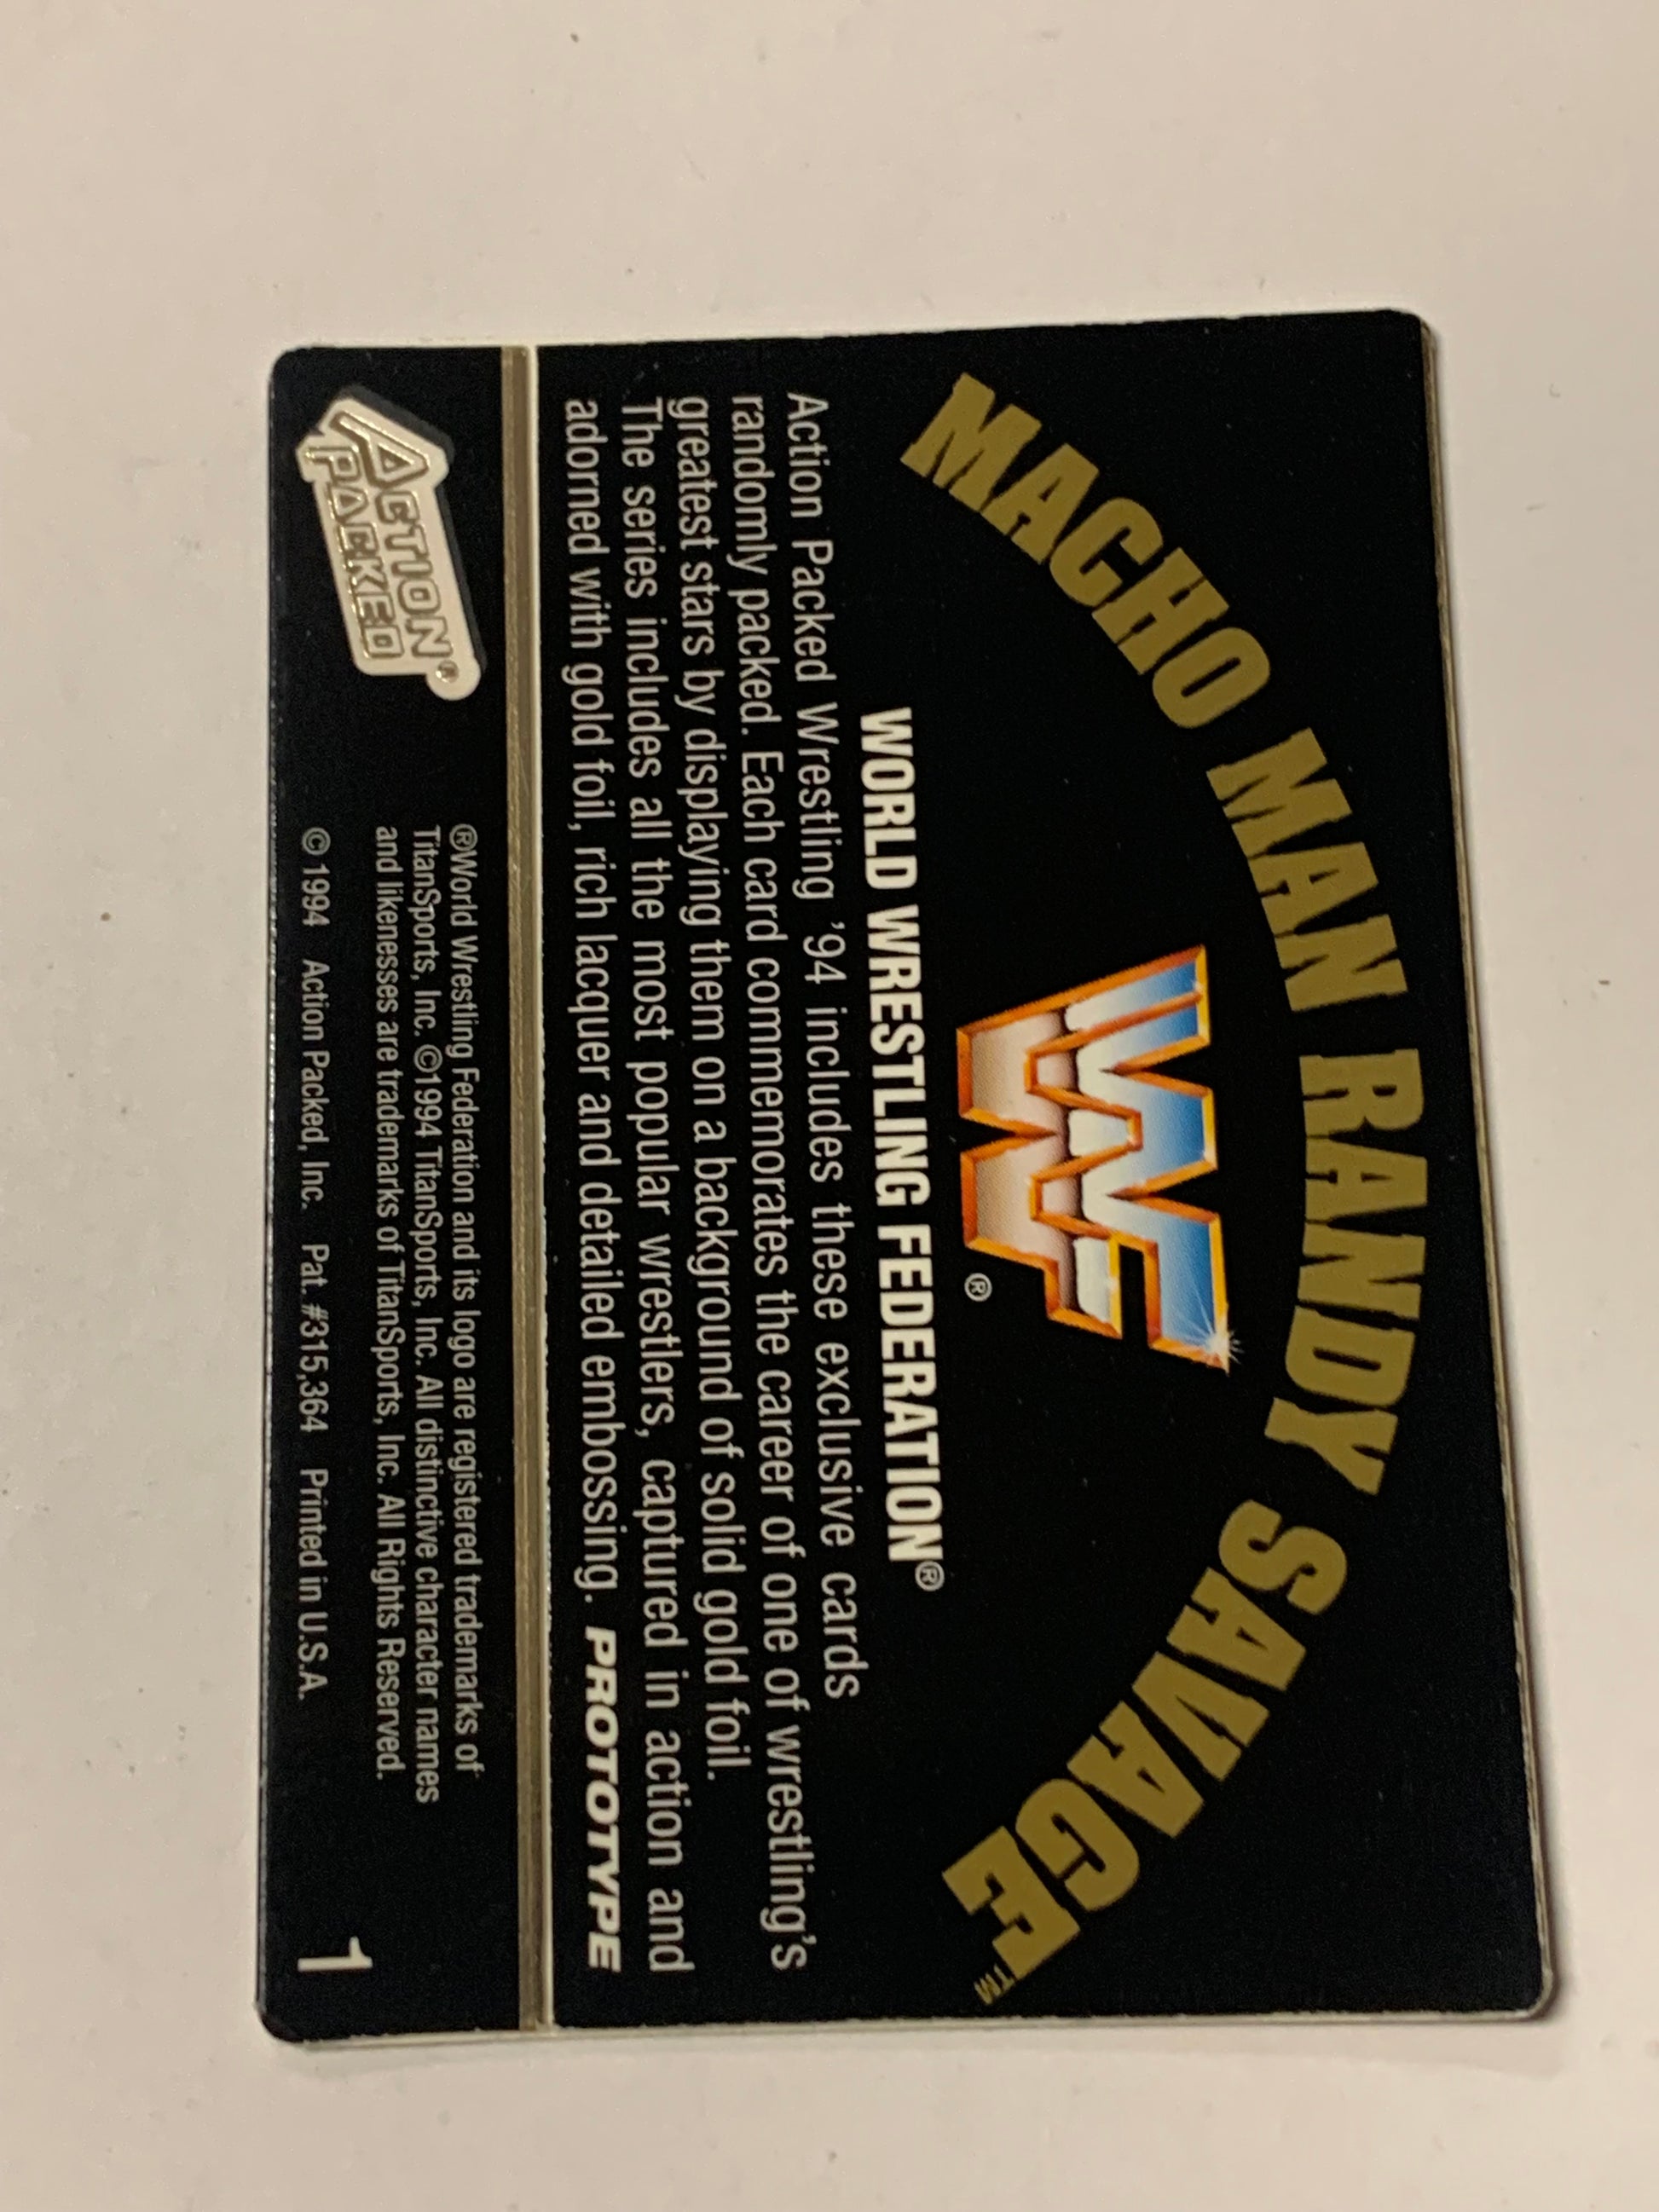 MACHO MAN RANDY SAVAGE™
WF®
WORLD WRESTLING FEDERATION®
Action Packed Wrestling '94 includes these exclusive cards
randomly packed. Each card commemorates the career of one of wrestling's
greatest stars by displaying them on a background of solid gold foil.
The series includes all the most popular wrestlers, captured in action and
adorned with gold foil, rich lacquer and detailed embossing. PROTOTYPE
ACTION
PACKED®
®World Wrestling Federation and its logo are registered trademarks of
TitanSports, Inc. ©1994 TitanSports, Inc. All distinctive character names
and likenesses are trademarks of TitanSports, Inc. All Rights Reserved.
©1994 Action Packed, Inc. Pat. #315,364 Printed in U.S.A.
1